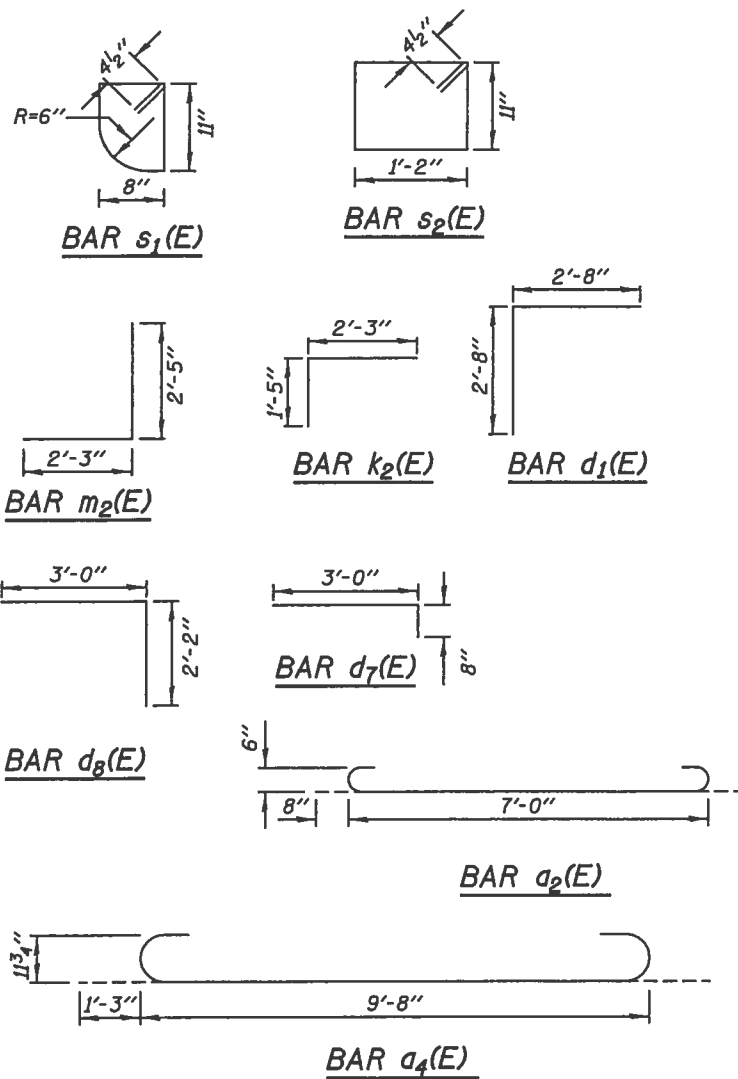 4½"
R=6"
11"
8"
BAR s₁(E)
4½"
11"
1'-2"
BAR s₂(E)
2'-5"
2'-3"
BAR m₂(E)
2'-3"
1'-5"
BAR k₂(E)
2'-8"
2'-8"
BAR d₁(E)
3'-0"
2'-2"
BAR d₈(E)
3'-0"
8"
BAR d₇(E)
6"
8"
7'-0"
BAR a₂(E)
11¾"
1'-3"
9'-8"
BAR a₄(E)